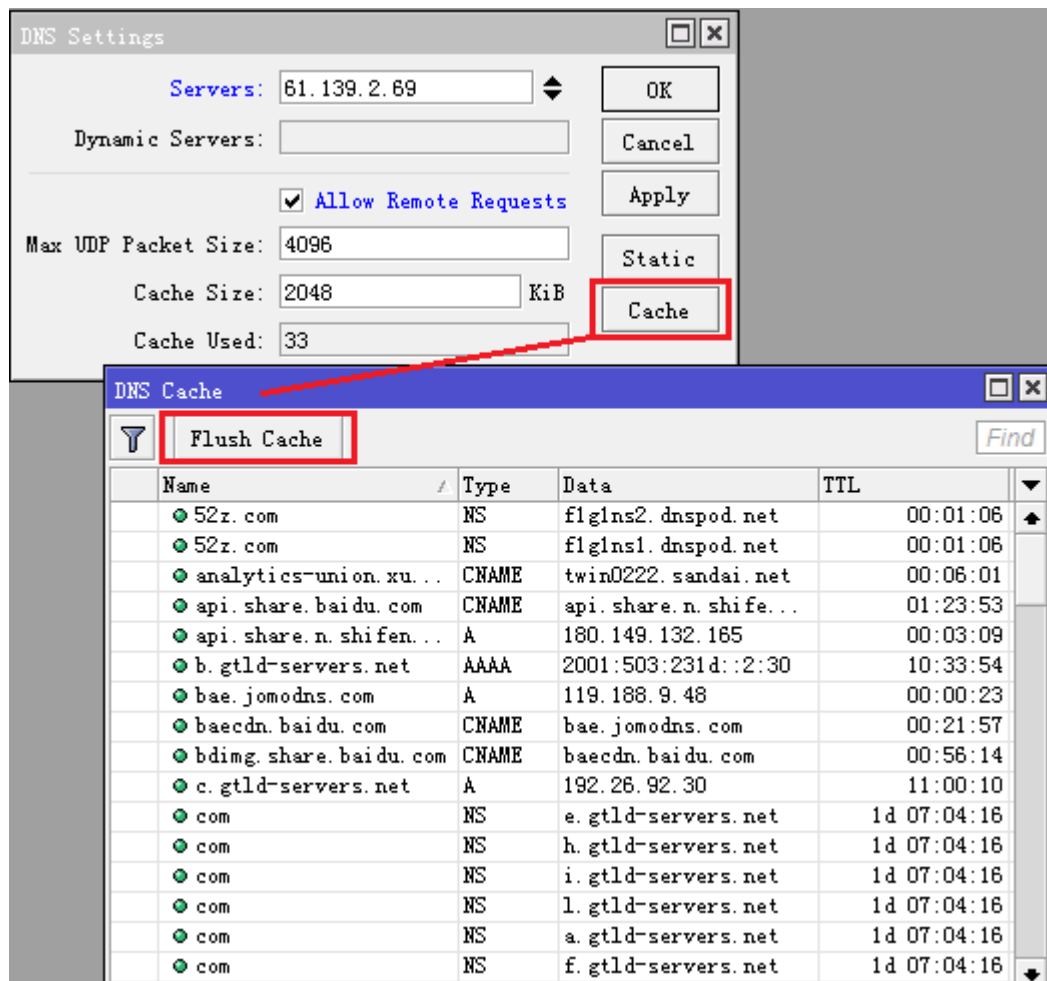 DNS Settings
Servers: 61.139.2.69
OK
Dynamic Servers:
Cancel
Allow Remote Requests
Apply
Max UDP Packet Size: 4096
Static
Cache Size: 2048 KiB
Cache
Cache Used: 33
DNS Cache
Flush Cache
Find
Name Type Data TTL
52z.com NS f1g1ns2.dnspod.net 00:01:06
52z.com NS f1g1ns1.dnspod.net 00:01:06
analytics-union.xu... CNAME twin0222.sandai.net 00:06:01
api.share.baidu.com CNAME api.share.n.shife... 01:23:53
api.share.n.shifen... A 180.149.132.165 00:03:09
b.gtld-servers.net AAAA 2001:503:231d::2:30 10:33:54
bae.jomodns.com A 119.188.9.48 00:00:23
baecdn.baidu.com CNAME bae.jomodns.com 00:21:57
bdimg.share.baidu.com CNAME baecdn.baidu.com 00:56:14
c.gtld-servers.net A 192.26.92.30 11:00:10
com NS e.gtld-servers.net 1d 07:04:16
com NS h.gtld-servers.net 1d 07:04:16
com NS i.gtld-servers.net 1d 07:04:16
com NS l.gtld-servers.net 1d 07:04:16
com NS a.gtld-servers.net 1d 07:04:16
com NS f.gtld-servers.net 1d 07:04:16